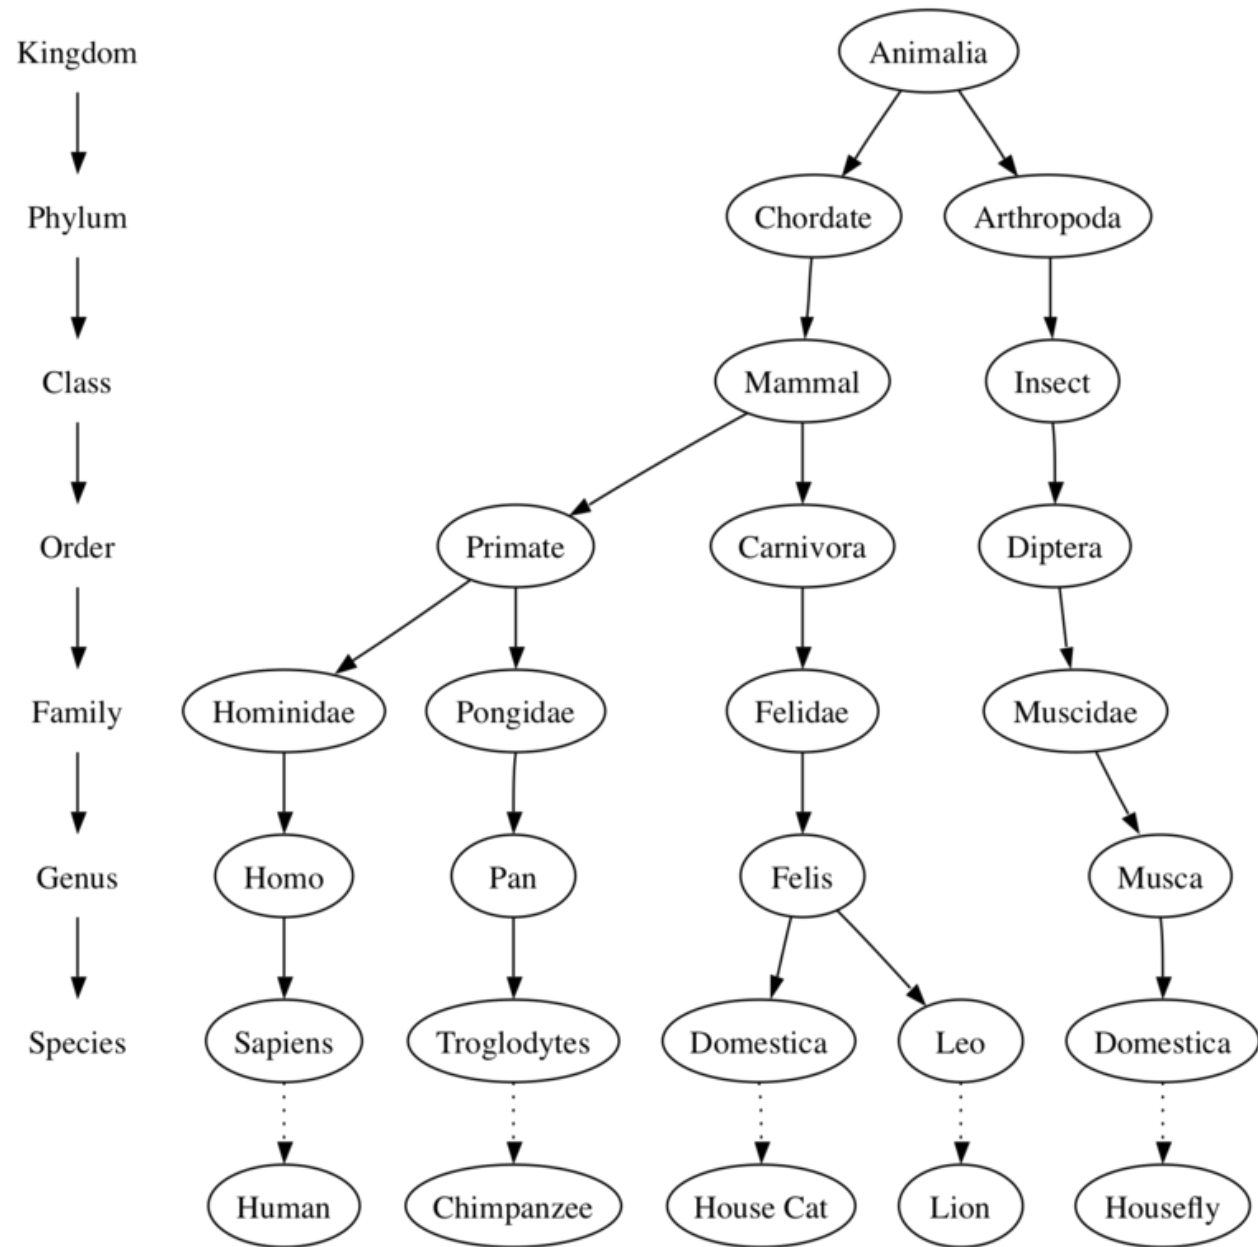 Kingdom
Animalia
Phylum
Chordate
Arthropoda
Class
Mammal
Insect
Order
Primate
Carnivora
Diptera
Family
Hominidae
Pongidae
Felidae
Muscidae
Genus
Homo
Pan
Felis
Musca
Species
Sapiens
Troglodytes
Domestica
Leo
Domestica
Human
Chimpanzee
House Cat
Lion
Housefly